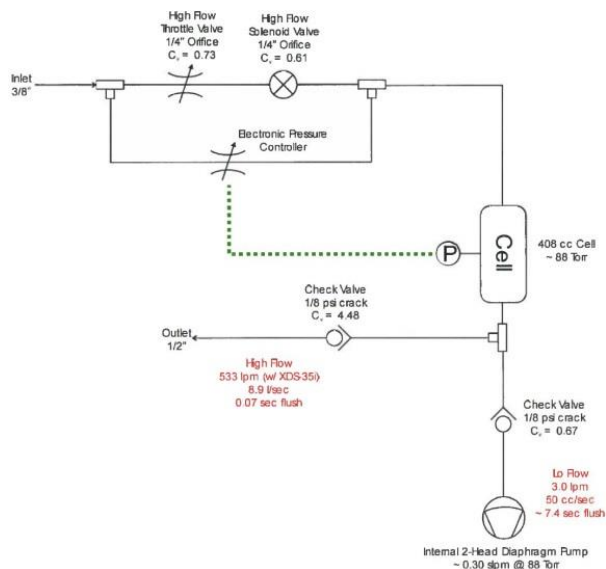 High Flow
Throttle Valve
1/4" Orifice
Cᵥ = 0.73
High Flow
Solenoid Valve
1/4" Orifice
Cᵥ = 0.61
Inlet
3/8"
Electronic Pressure
Controller
P
Cell
408 cc Cell
~ 88 Torr
Check Valve
1/8 psi crack
Cᵥ = 4.48
Outlet
1/2"
High Flow
533 lpm (w/ XDS-35i)
8.9 l/sec
0.07 sec flush
Check Valve
1/8 psi crack
Cᵥ = 0.67
Lo Flow
3.0 lpm
50 cc/sec
~ 7.4 sec flush
Internal 2-Head Diaphragm Pump
~ 0.30 slpm @ 88 Torr